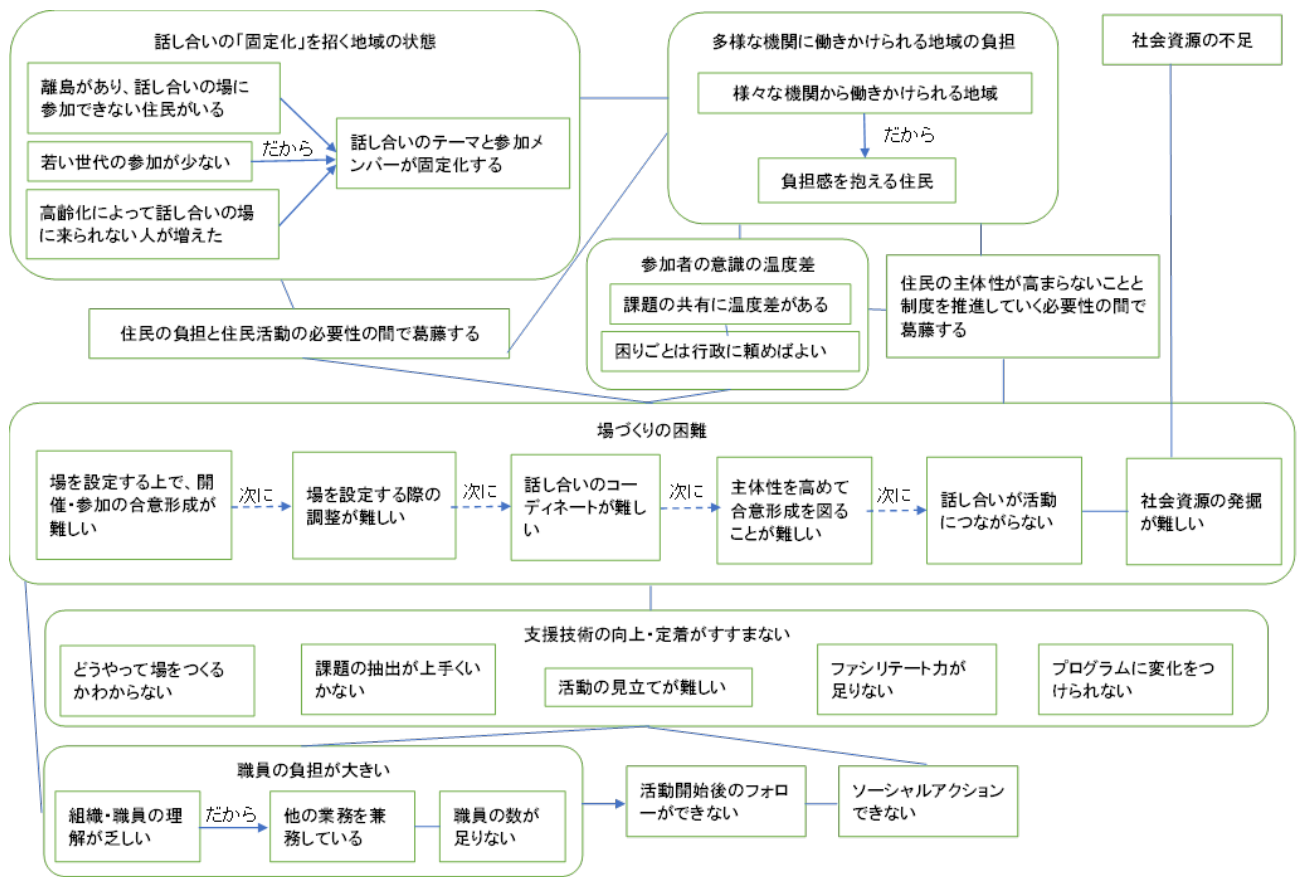 話し合いの「固定化」を招く地域の状態
離島があり、話し合いの場に
参加できない住民がいる
若い世代の参加が少ない
高齢化によって話し合いの場
に来られない人が増えた
だから
話し合いのテーマと参加メ
ンバーが固定化する
多様な機関に働きかけられる地域の負担
様々な機関から働きかけられる地域
だから
負担感を抱える住民
社会資源の不足
住民の負担と住民活動の必要性の間で葛藤する
参加者の意識の温度差
課題の共有に温度差がある
困りごとは行政に頼めばよい
住民の主体性が高まらないことと
制度を推進していく必要性の間で
葛藤する
場づくりの困難
場を設定する上で、開
催・参加の合意形成が
難しい
次に
場を設定する際の
調整が難しい
次に
話し合いのコー
ディネートが難し
い
次に
主体性を高めて
合意形成を図る
ことが難しい
次に
話し合いが活動
につながらない
社会資源の発掘
が難しい
支援技術の向上・定着がすすまない
どうやって場をつくる
かわからない
課題の抽出が上手くい
かない
活動の見立てが難しい
ファシリテート力が
足りない
プログラムに変化をつ
けられない
職員の負担が大きい
組織・職員の理
解が乏しい
だから
他の業務を兼
務している
職員の数が
足りない
活動開始後のフォロ
ーができない
ソーシャルアクション
できない